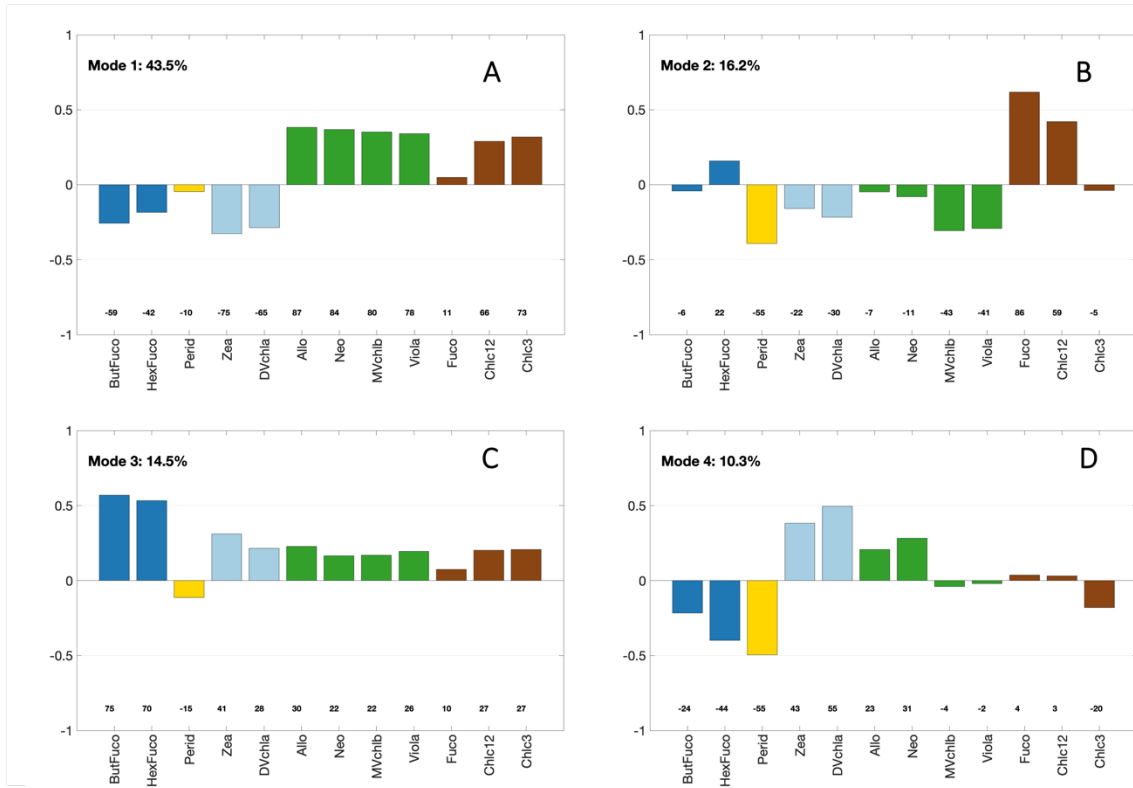 1
0.5
0
-0.5
-1
Mode 1: 43.5%
A
-59 -42 -10 -75 -65 87 84 80 78 11 66 73
ButFuco HexFuco Perid Zea DVchla Allo Neo MVchlb Viola Fuco Chlc12 Chlc3
1
0.5
0
-0.5
-1
Mode 2: 16.2%
B
-6 22 -55 -22 -30 -7 -11 -43 -41 86 59 -5
ButFuco HexFuco Perid Zea DVchla Allo Neo MVchlb Viola Fuco Chlc12 Chlc3
1
0.5
0
-0.5
-1
Mode 3: 14.5%
C
75 70 -15 41 28 30 22 22 26 10 27 27
ButFuco HexFuco Perid Zea DVchla Allo Neo MVchlb Viola Fuco Chlc12 Chlc3
1
0.5
0
-0.5
-1
Mode 4: 10.3%
D
-24 -44 -55 43 55 23 31 -4 -2 4 3 -20
ButFuco HexFuco Perid Zea DVchla Allo Neo MVchlb Viola Fuco Chlc12 Chlc3